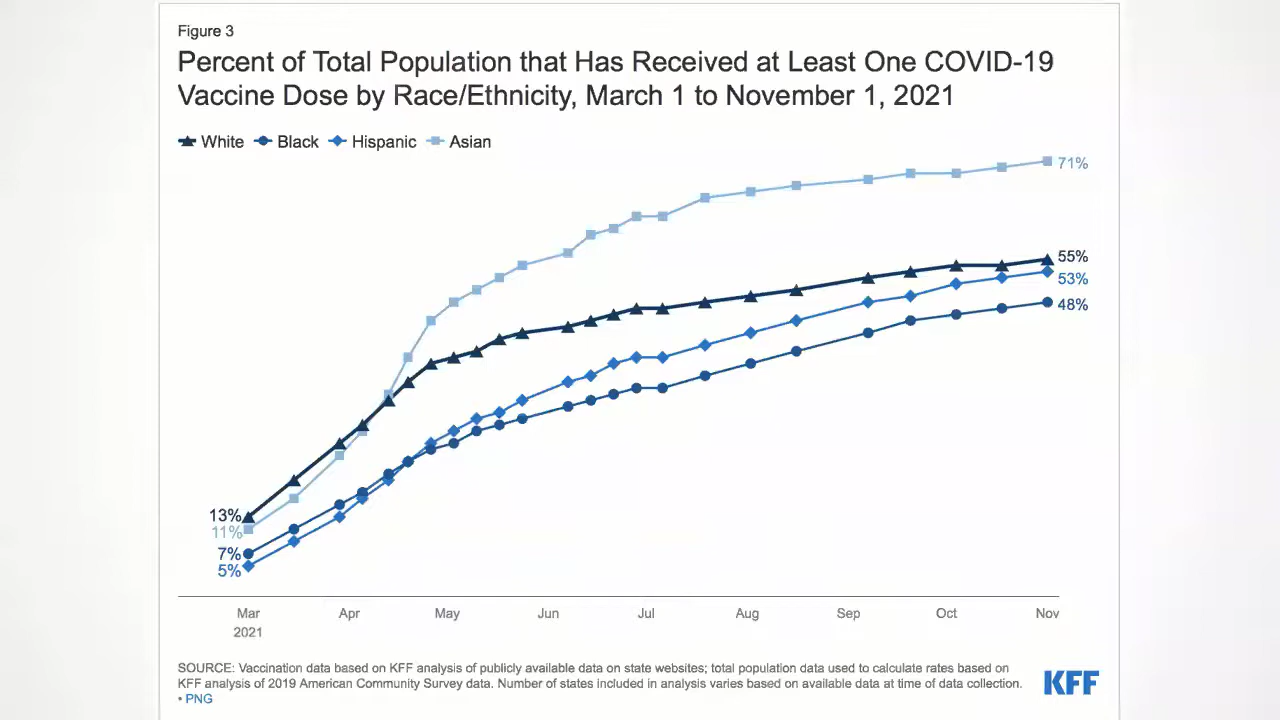 Figure 3
Percent of Total Population that Has Received at Least One COVID-19
Vaccine Dose by Race/Ethnicity, March 1 to November 1, 2021
White Black Hispanic Asian
71%
55%
53%
48%
13%
11%
7%
5%
Mar Apr May Jun Jul Aug Sep Oct Nov
2021
SOURCE: Vaccination data based on KFF analysis of publicly available data on state websites; total population data used to calculate rates based on
KFF analysis of 2019 American Community Survey data. Number of states included in analysis varies based on available data at time of data collection.
• PNG
KFF